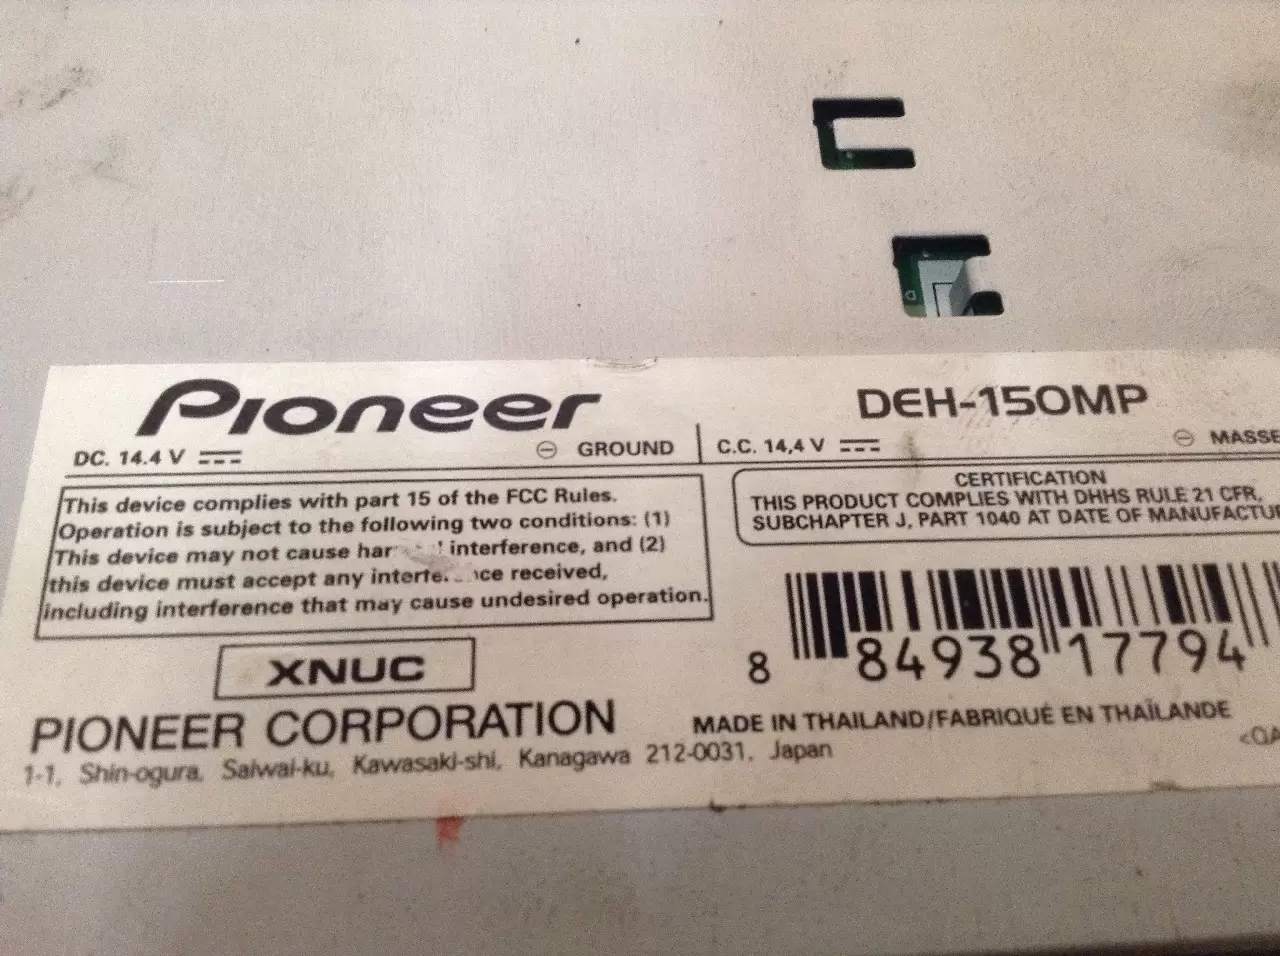 Pioneer
DEH-150MP
DC. 14.4 V ⎓ ⊖ GROUND
C.C. 14,4 V ⎓ ⊖ MASSE
This device complies with part 15 of the FCC Rules.
Operation is subject to the following two conditions: (1)
This device may not cause interference, and (2)
this device must accept any received,
including interference that may cause undesired operation.
CERTIFICATION
THIS PRODUCT COMPLIES WITH DHHS RULE 21 CFR,
SUBCHAPTER J, PART 1040 AT DATE OF
8 84938 17794
XNUC
PIONEER CORPORATION
1-1, Shin-ogura, Saiwai-ku, Kawasaki-shi, Kanagawa 212-0031, Japan
MADE IN THAILAND/FABRIQUÉ EN THAÏLANDE